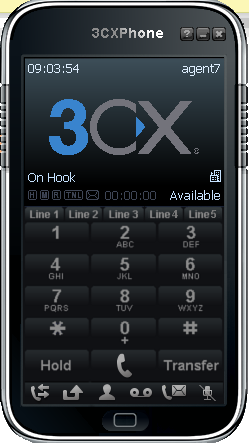 3CXPhone ? _ x
09:03:54 agent7
3CX
On Hook
H M R TNL 00:00:00 Available
Line 1 Line 2 Line 3 Line 4 Line5
1 2 3
ABC DEF
4 5 6
GHI JKL MNO
7 8 9
PQRS TUV WXYZ
* 0 #
+
Hold Transfer